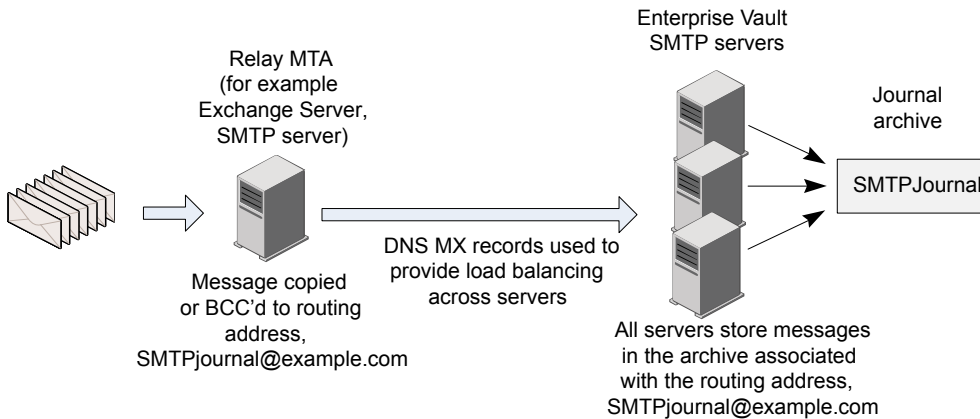 Relay MTA
(for example
Exchange Server,
SMTP server)
Message copied
or BCC'd to routing
address,
SMTPjournal@example.com
DNS MX records used to
provide load balancing
across servers
Enterprise Vault
SMTP servers
All servers store messages
in the archive associated
with the routing address,
SMTPjournal@example.com
Journal
archive
SMTPJournal